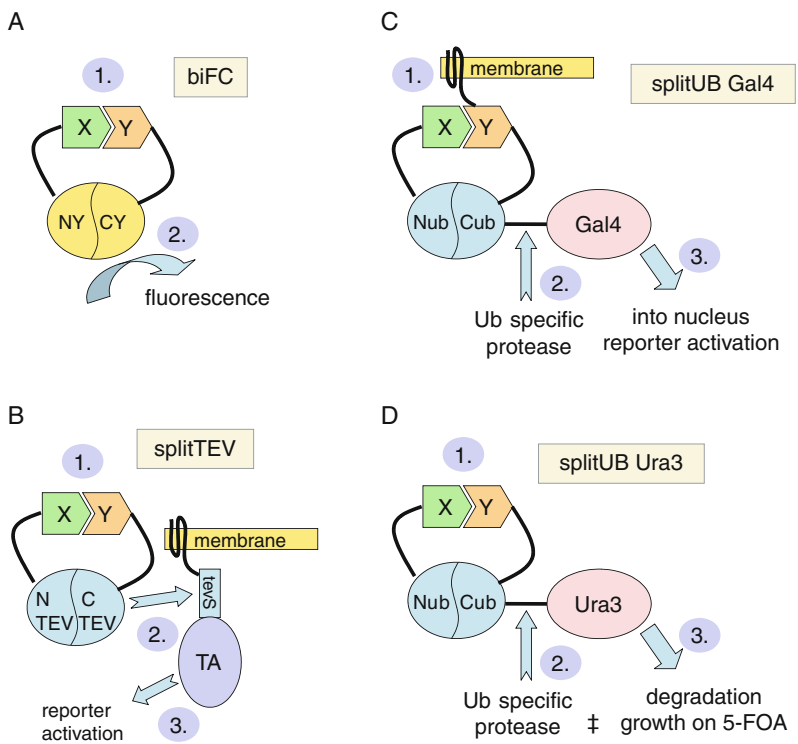 A
1.
biFC
X Y
NY CY
2.
fluorescence
B
splitTEV
1.
X Y
membrane
tevS
N C
TEV TEV
2.
TA
3.
reporter
activation
C
1.
membrane
splitUB Gal4
X Y
Nub Cub
Gal4
3.
2.
Ub specific
protease
into nucleus
reporter activation
D
1.
splitUB Ura3
X Y
Nub Cub
Ura3
3.
2.
Ub specific
protease
‡
degradation
growth on 5-FOA